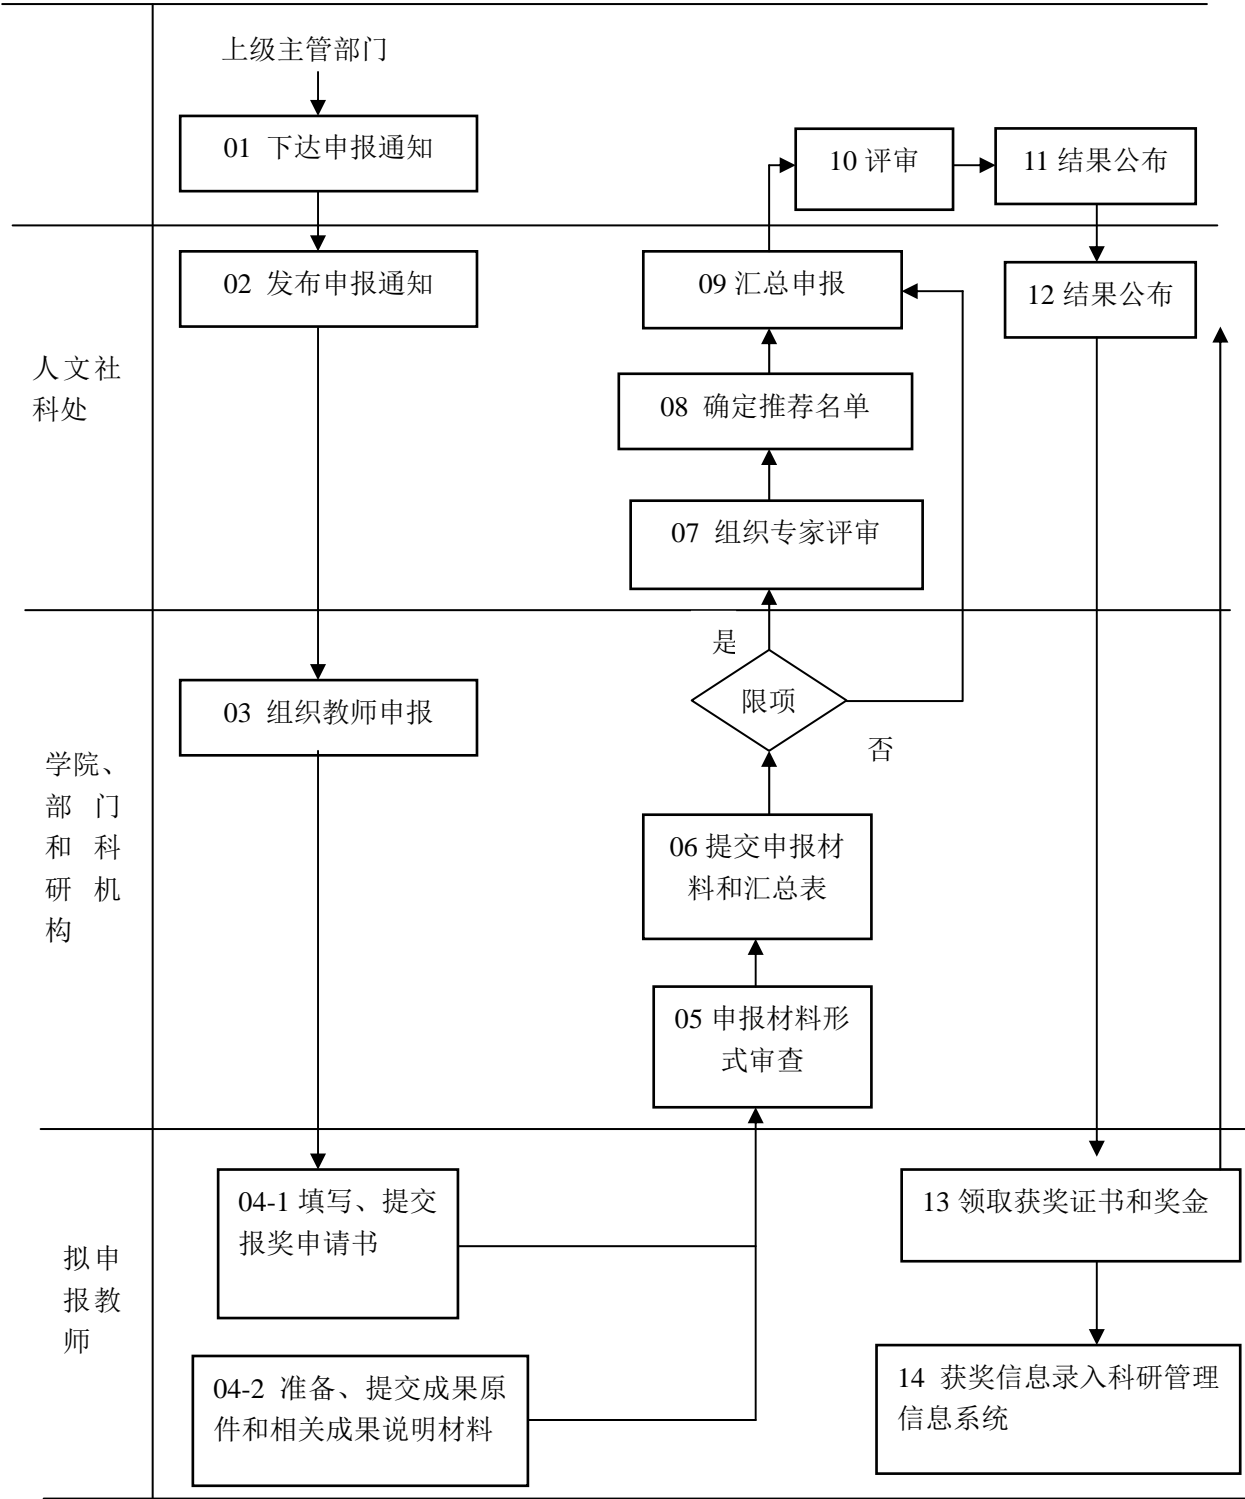 上级主管部门
01 下达申报通知
10 评审
11 结果公布
02 发布申报通知
09 汇总申报
12 结果公布
人文社
科处
08 确定推荐名单
07 组织专家评审
是
限项
否
03 组织教师申报
学院、
部门
和科
研机
构
06 提交申报材
料和汇总表
05 申报材料形
式审查
04-1 填写、提交
报奖申请书
13 领取获奖证书和奖金
拟申
报教
师
04-2 准备、提交成果原
件和相关成果说明材料
14 获奖信息录入科研管理
信息系统